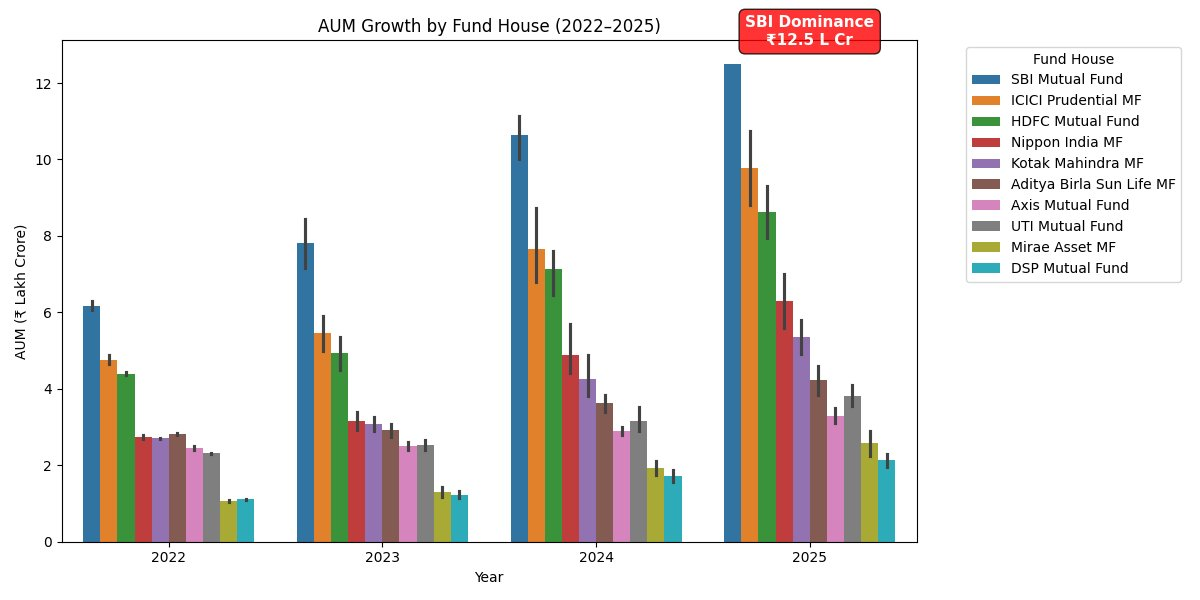 AUM Growth by Fund House (2022–2025)
SBI Dominance
₹12.5 L Cr
AUM (₹ Lakh Crore)
12
10
8
6
4
2
0
2022
2023
2024
2025
Year
Fund House
SBI Mutual Fund
ICICI Prudential MF
HDFC Mutual Fund
Nippon India MF
Kotak Mahindra MF
Aditya Birla Sun Life MF
Axis Mutual Fund
UTI Mutual Fund
Mirae Asset MF
DSP Mutual Fund